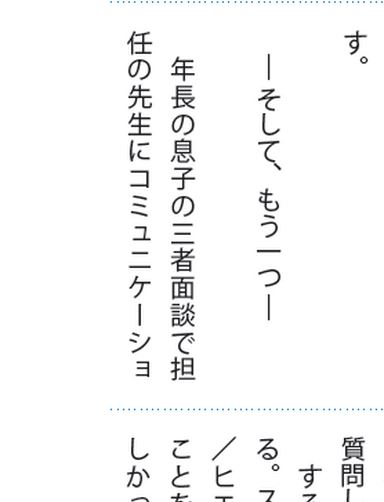 す。
―そして、もう一つ―
年長の息子の三者面談で担
任の先生にコミュニケーショ
質問し
する
る。ス
／ヒエ
ことを
しかっ